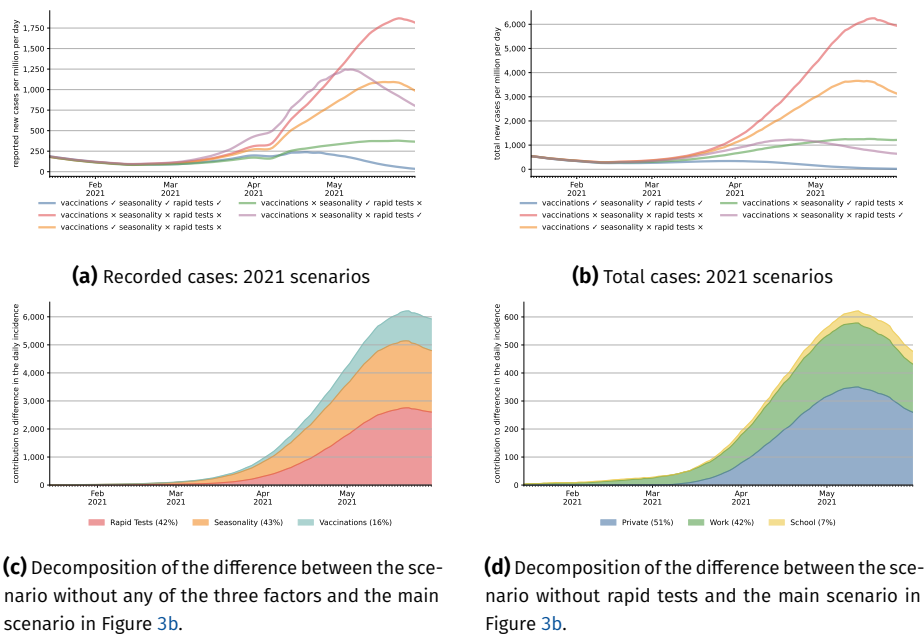 reported new cases per million per day
1,750
1,500
1,250
1,000
750
500
250
0
Feb
2021
Mar
2021
Apr
2021
May
2021
vaccinations ✓ seasonality ✓ rapid tests ✓
vaccinations × seasonality × rapid tests ×
vaccinations ✓ seasonality × rapid tests ×
vaccinations × seasonality ✓ rapid tests ×
vaccinations × seasonality × rapid tests ✓
(a) Recorded cases: 2021 scenarios
total new cases per million per day
6,000
5,000
4,000
3,000
2,000
1,000
0
Feb
2021
Mar
2021
Apr
2021
May
2021
vaccinations ✓ seasonality ✓ rapid tests ✓
vaccinations × seasonality × rapid tests ×
vaccinations ✓ seasonality × rapid tests ×
vaccinations × seasonality ✓ rapid tests ×
vaccinations × seasonality × rapid tests ✓
(b) Total cases: 2021 scenarios
contribution to difference in the daily incidence
6,000
5,000
4,000
3,000
2,000
1,000
0
Feb
2021
Mar
2021
Apr
2021
May
2021
Rapid Tests (42%) Seasonality (43%) Vaccinations (16%)
(c) Decomposition of the difference between the sce-
nario without any of the three factors and the main
scenario in Figure 3b.
contribution to difference in the daily incidence
600
500
400
300
200
100
0
Feb
2021
Mar
2021
Apr
2021
May
2021
Private (51%) Work (42%) School (7%)
(d) Decomposition of the difference between the sce-
nario without rapid tests and the main scenario in
Figure 3b.